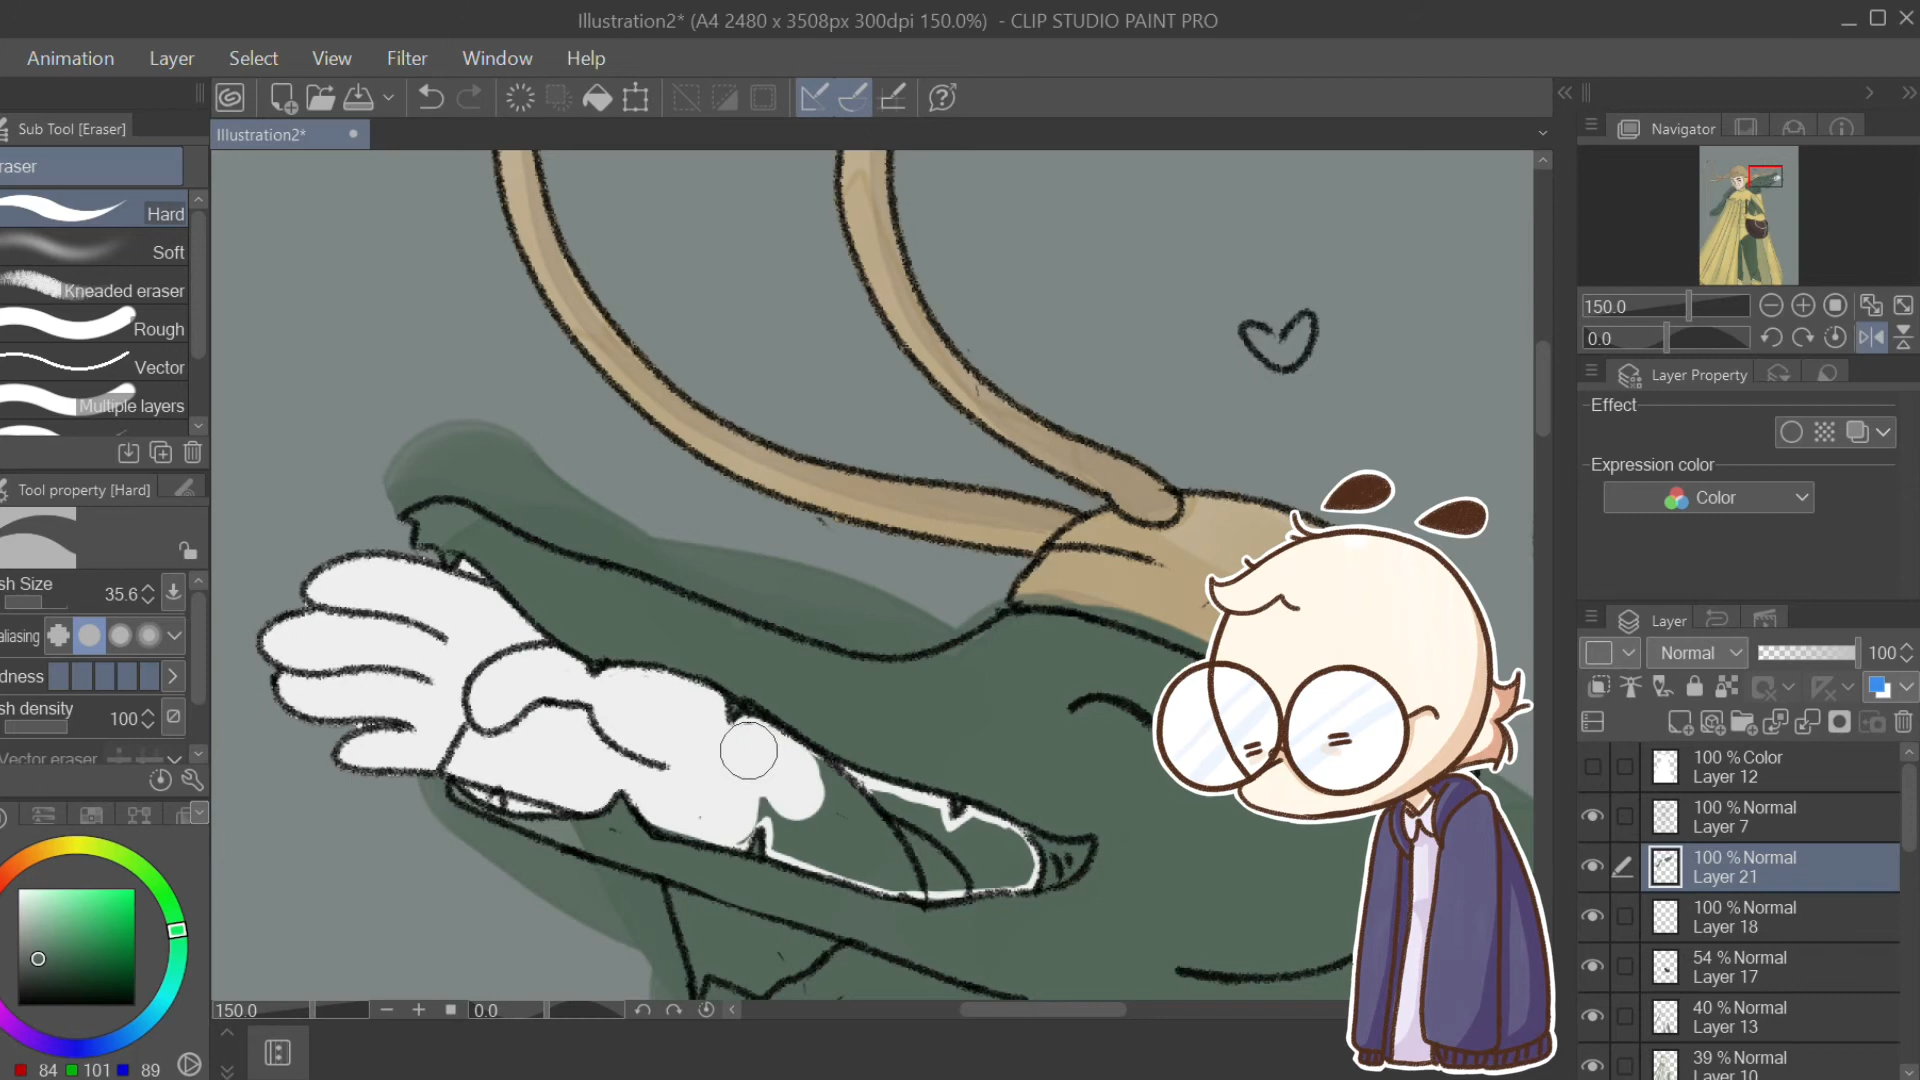 Illustration2* (A4 2480 x 3508px 300dpi 150.0%) - CLIP STUDIO PAINT PRO
Animation Layer Select View Filter Window Help
Sub Tool [Eraser]
Illustration2*
Navigator
raser
Hard
Soft
Kneaded eraser
Rough
Vector
Multiple layers
150.0
0.0
Layer Property
Effect
Expression color
Color
Tool property [Hard]
sh Size 35.6
aliasing
dness
sh density 100
Vector eraser
Layer
Normal 100
100 % Color
Layer 12
100 % Normal
Layer 7
100 % Normal
Layer 21
100 % Normal
Layer 18
54 % Normal
Layer 17
40 % Normal
Layer 13
39 % Normal
Layer 10
150.0 0.0
84 101 89